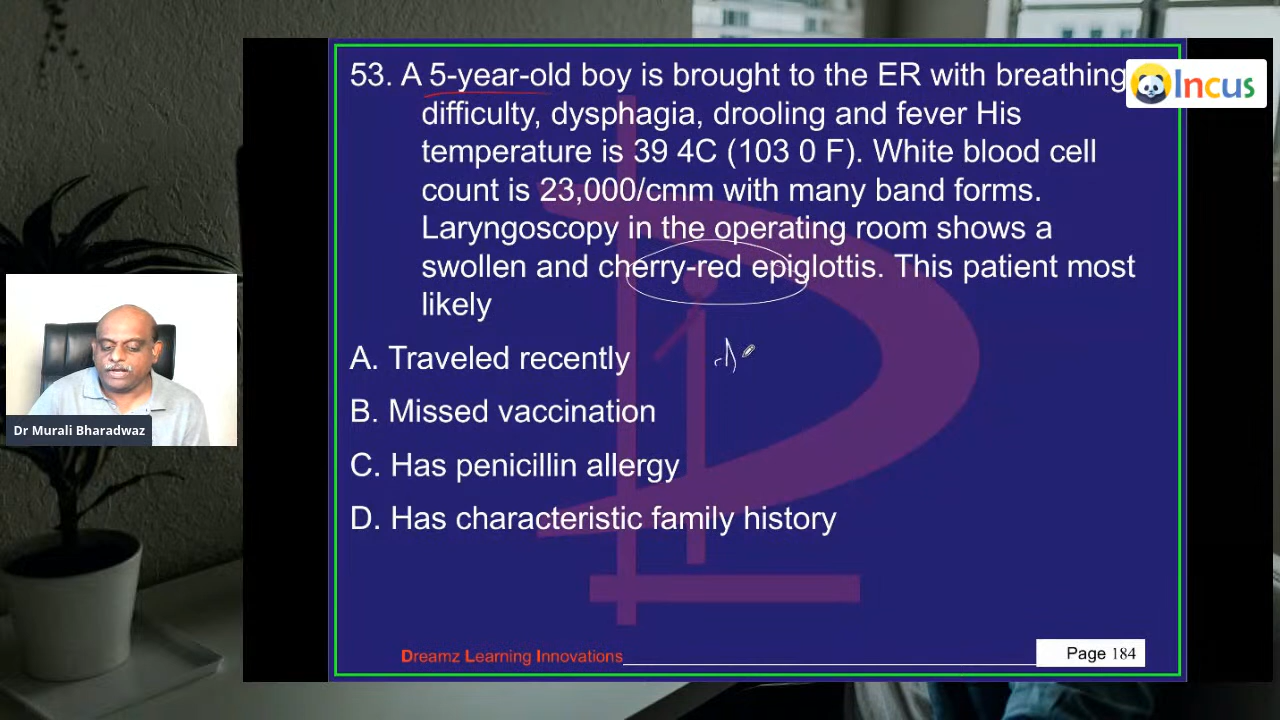 53. A 5-year-old boy is brought to the ER with breathing
difficulty, dysphagia, drooling and fever His
temperature is 39 4C (103 0 F). White blood cell
count is 23,000/cmm with many band forms.
Laryngoscopy in the operating room shows a
swollen and cherry-red epiglottis. This patient most
likely
A. Traveled recently
B. Missed vaccination
C. Has penicillin allergy
D. Has characteristic family history
Dreamz Learning Innovations
Page 184
Incus
Dr Murali Bharadwaz